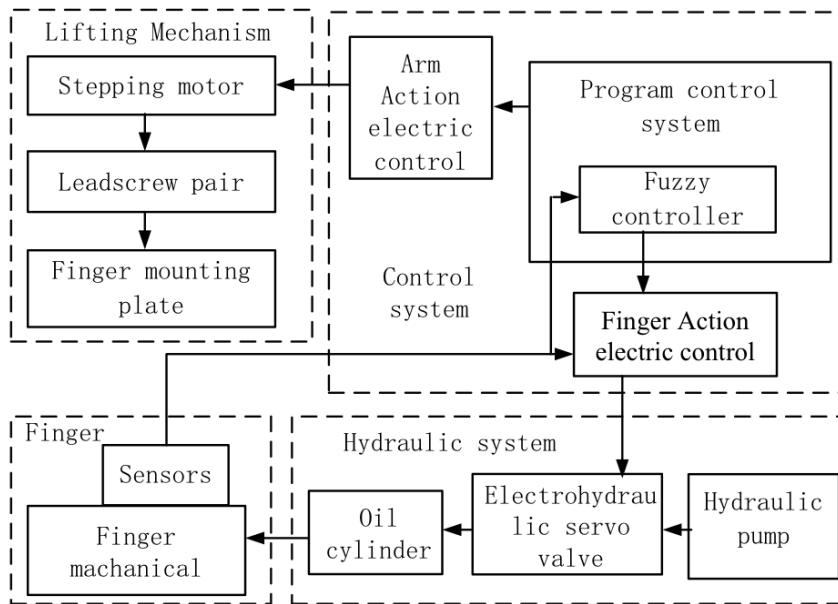 Lifting Mechanism
Stepping motor
Leadscrew pair
Finger mounting
plate
Arm
Action
electric
control
Program control
system
Fuzzy
controller
Control
system
Finger Action
electric control
Finger
Sensors
Finger
machanical
Hydraulic system
Oil
cylinder
Electrohydrau
lic servo
valve
Hydraulic
pump